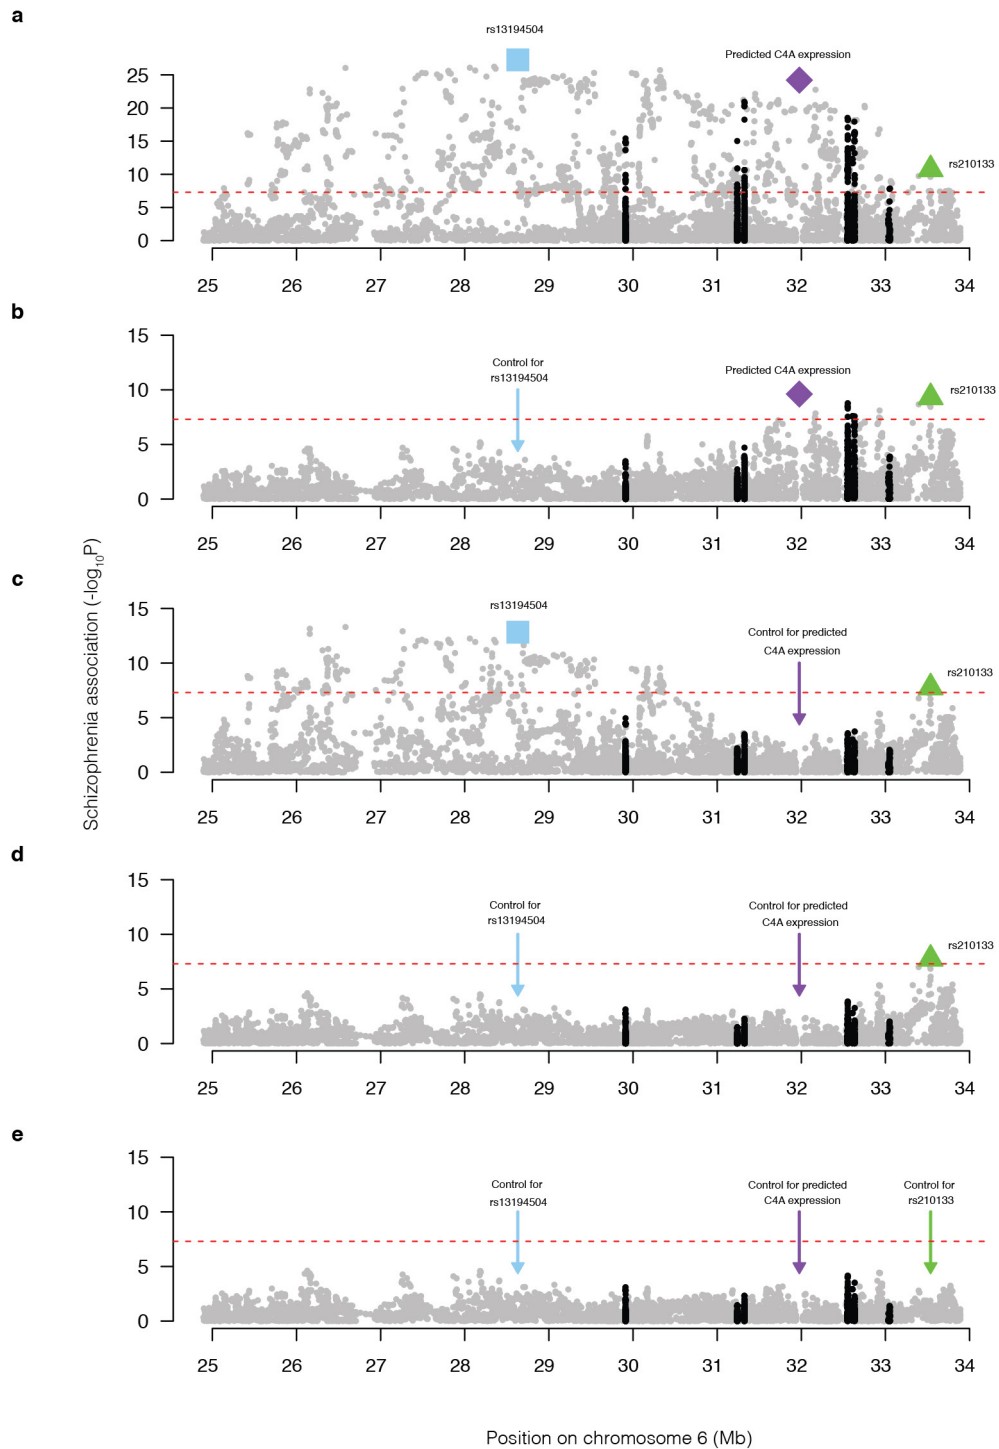 a
rs13194504
Predicted C4A expression
rs210133
25
20
15
10
5
0
25 26 27 28 29 30 31 32 33 34
b
15
10
5
0
Control for
rs13194504
Predicted C4A expression
rs210133
25 26 27 28 29 30 31 32 33 34
Schizophrenia association (-log10P)
c
15
10
5
0
rs13194504
Control for predicted
C4A expression
rs210133
25 26 27 28 29 30 31 32 33 34
d
15
10
5
0
Control for
rs13194504
Control for predicted
C4A expression
rs210133
25 26 27 28 29 30 31 32 33 34
e
15
10
5
0
Control for
rs13194504
Control for predicted
C4A expression
Control for
rs210133
25 26 27 28 29 30 31 32 33 34
Position on chromosome 6 (Mb)